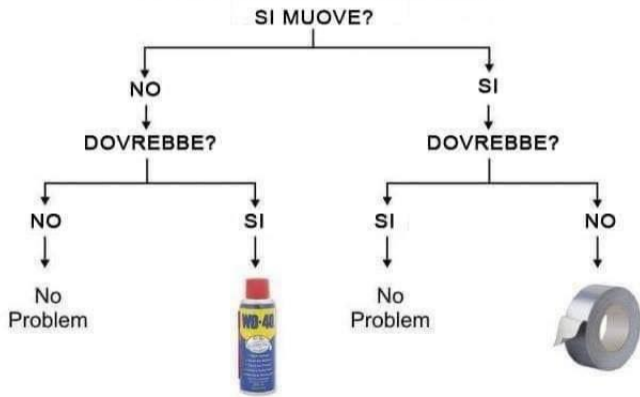 SI MUOVE?
NO
SI
DOVREBBE?
DOVREBBE?
NO
SI
SI
NO
No
Problem
WD-40
No
Problem